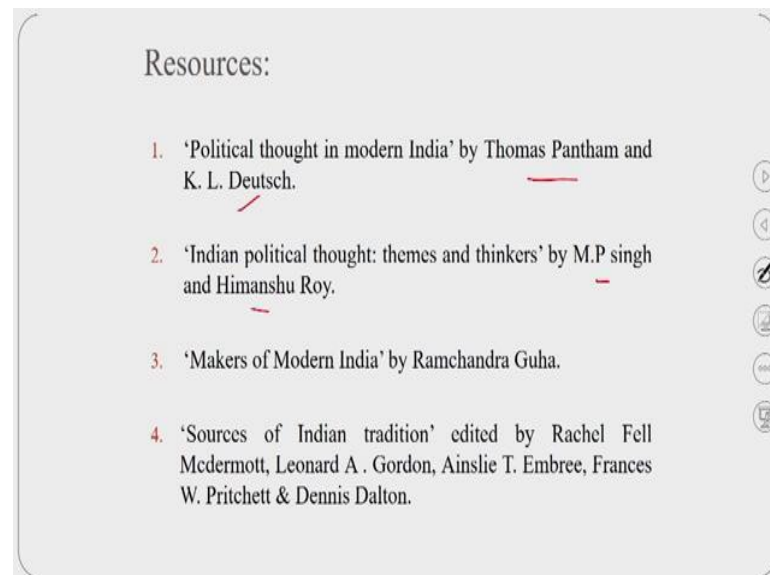 Resources:
1. ‘Political thought in modern India’ by Thomas Pantham and
K. L. Deutsch.
2. ‘Indian political thought: themes and thinkers’ by M.P singh
and Himanshu Roy.
3. ‘Makers of Modern India’ by Ramchandra Guha.
4. ‘Sources of Indian tradition’ edited by Rachel Fell
Mcdermott, Leonard A . Gordon, Ainslie T. Embree, Frances
W. Pritchett & Dennis Dalton.